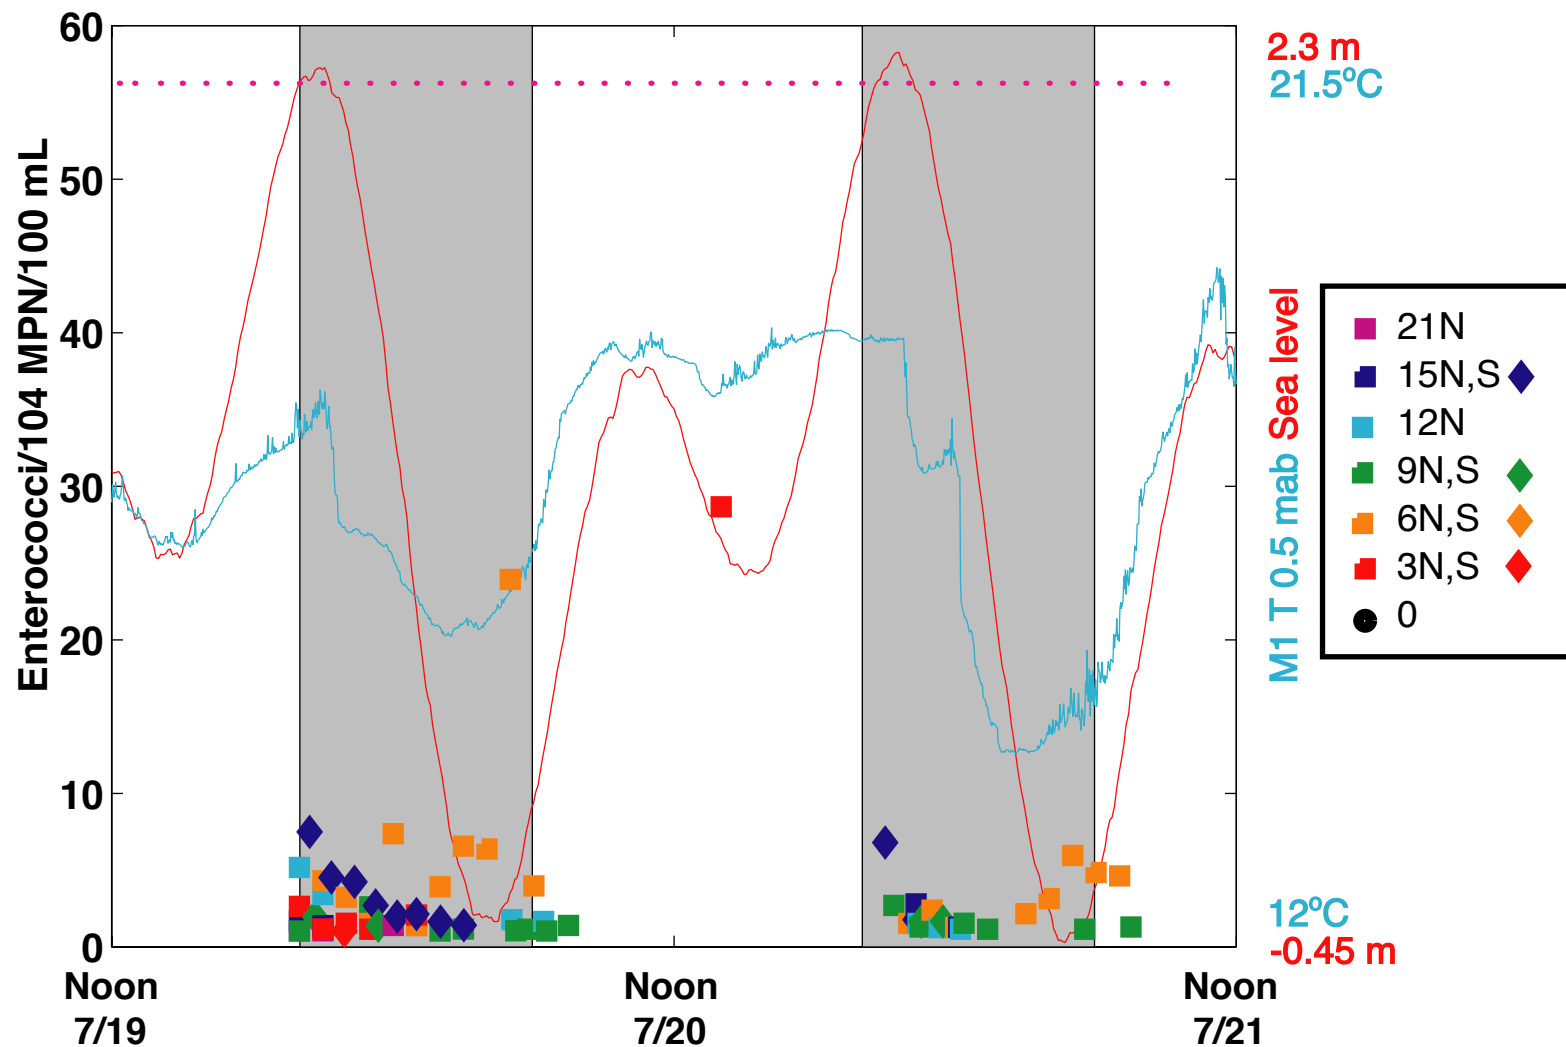 60
50
40
30
20
10
0
Enterococci/104 MPN/100 mL
Noon
7/19
Noon
7/20
Noon
7/21
2.3 m
21.5ºC
M1 T 0.5 mab Sea level
12ºC
-0.45 m
21N
15N,S
12N
9N,S
6N,S
3N,S
0